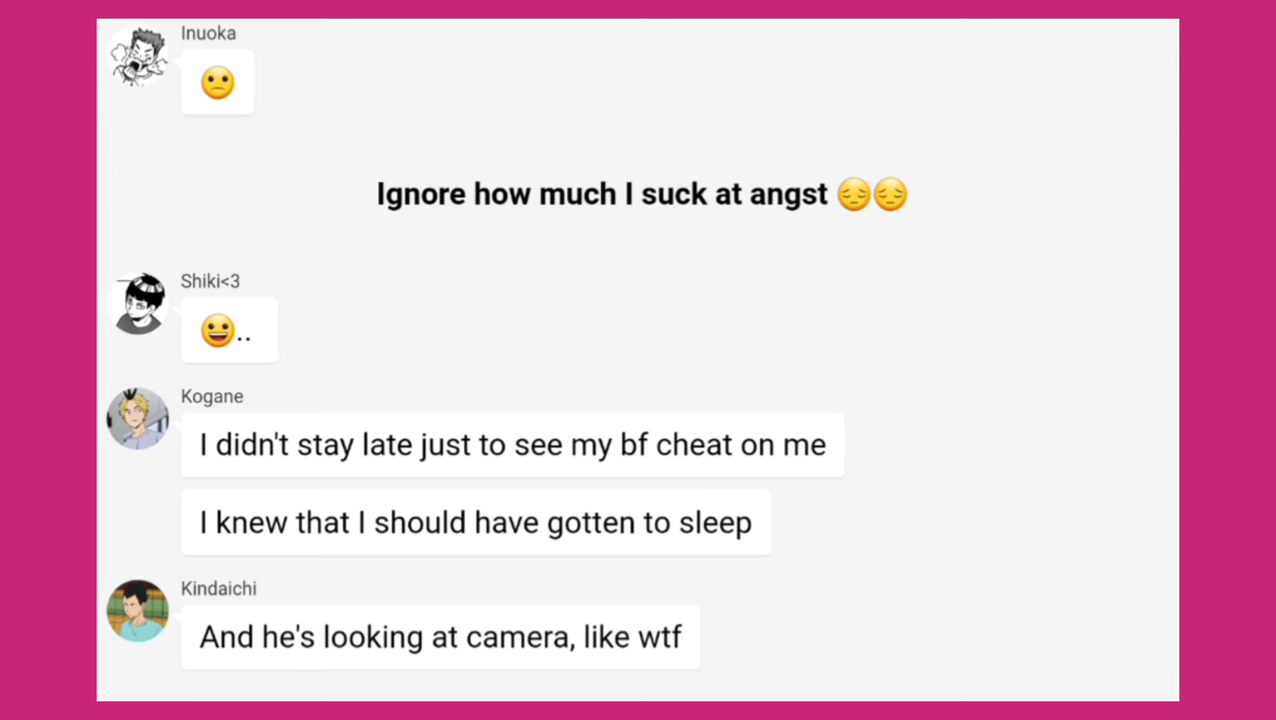 Inuoka
🙁
Ignore how much I suck at angst 😔😔
Shiki<3
😀..
Kogane
I didn't stay late just to see my bf cheat on me
I knew that I should have gotten to sleep
Kindaichi
And he's looking at camera, like wtf